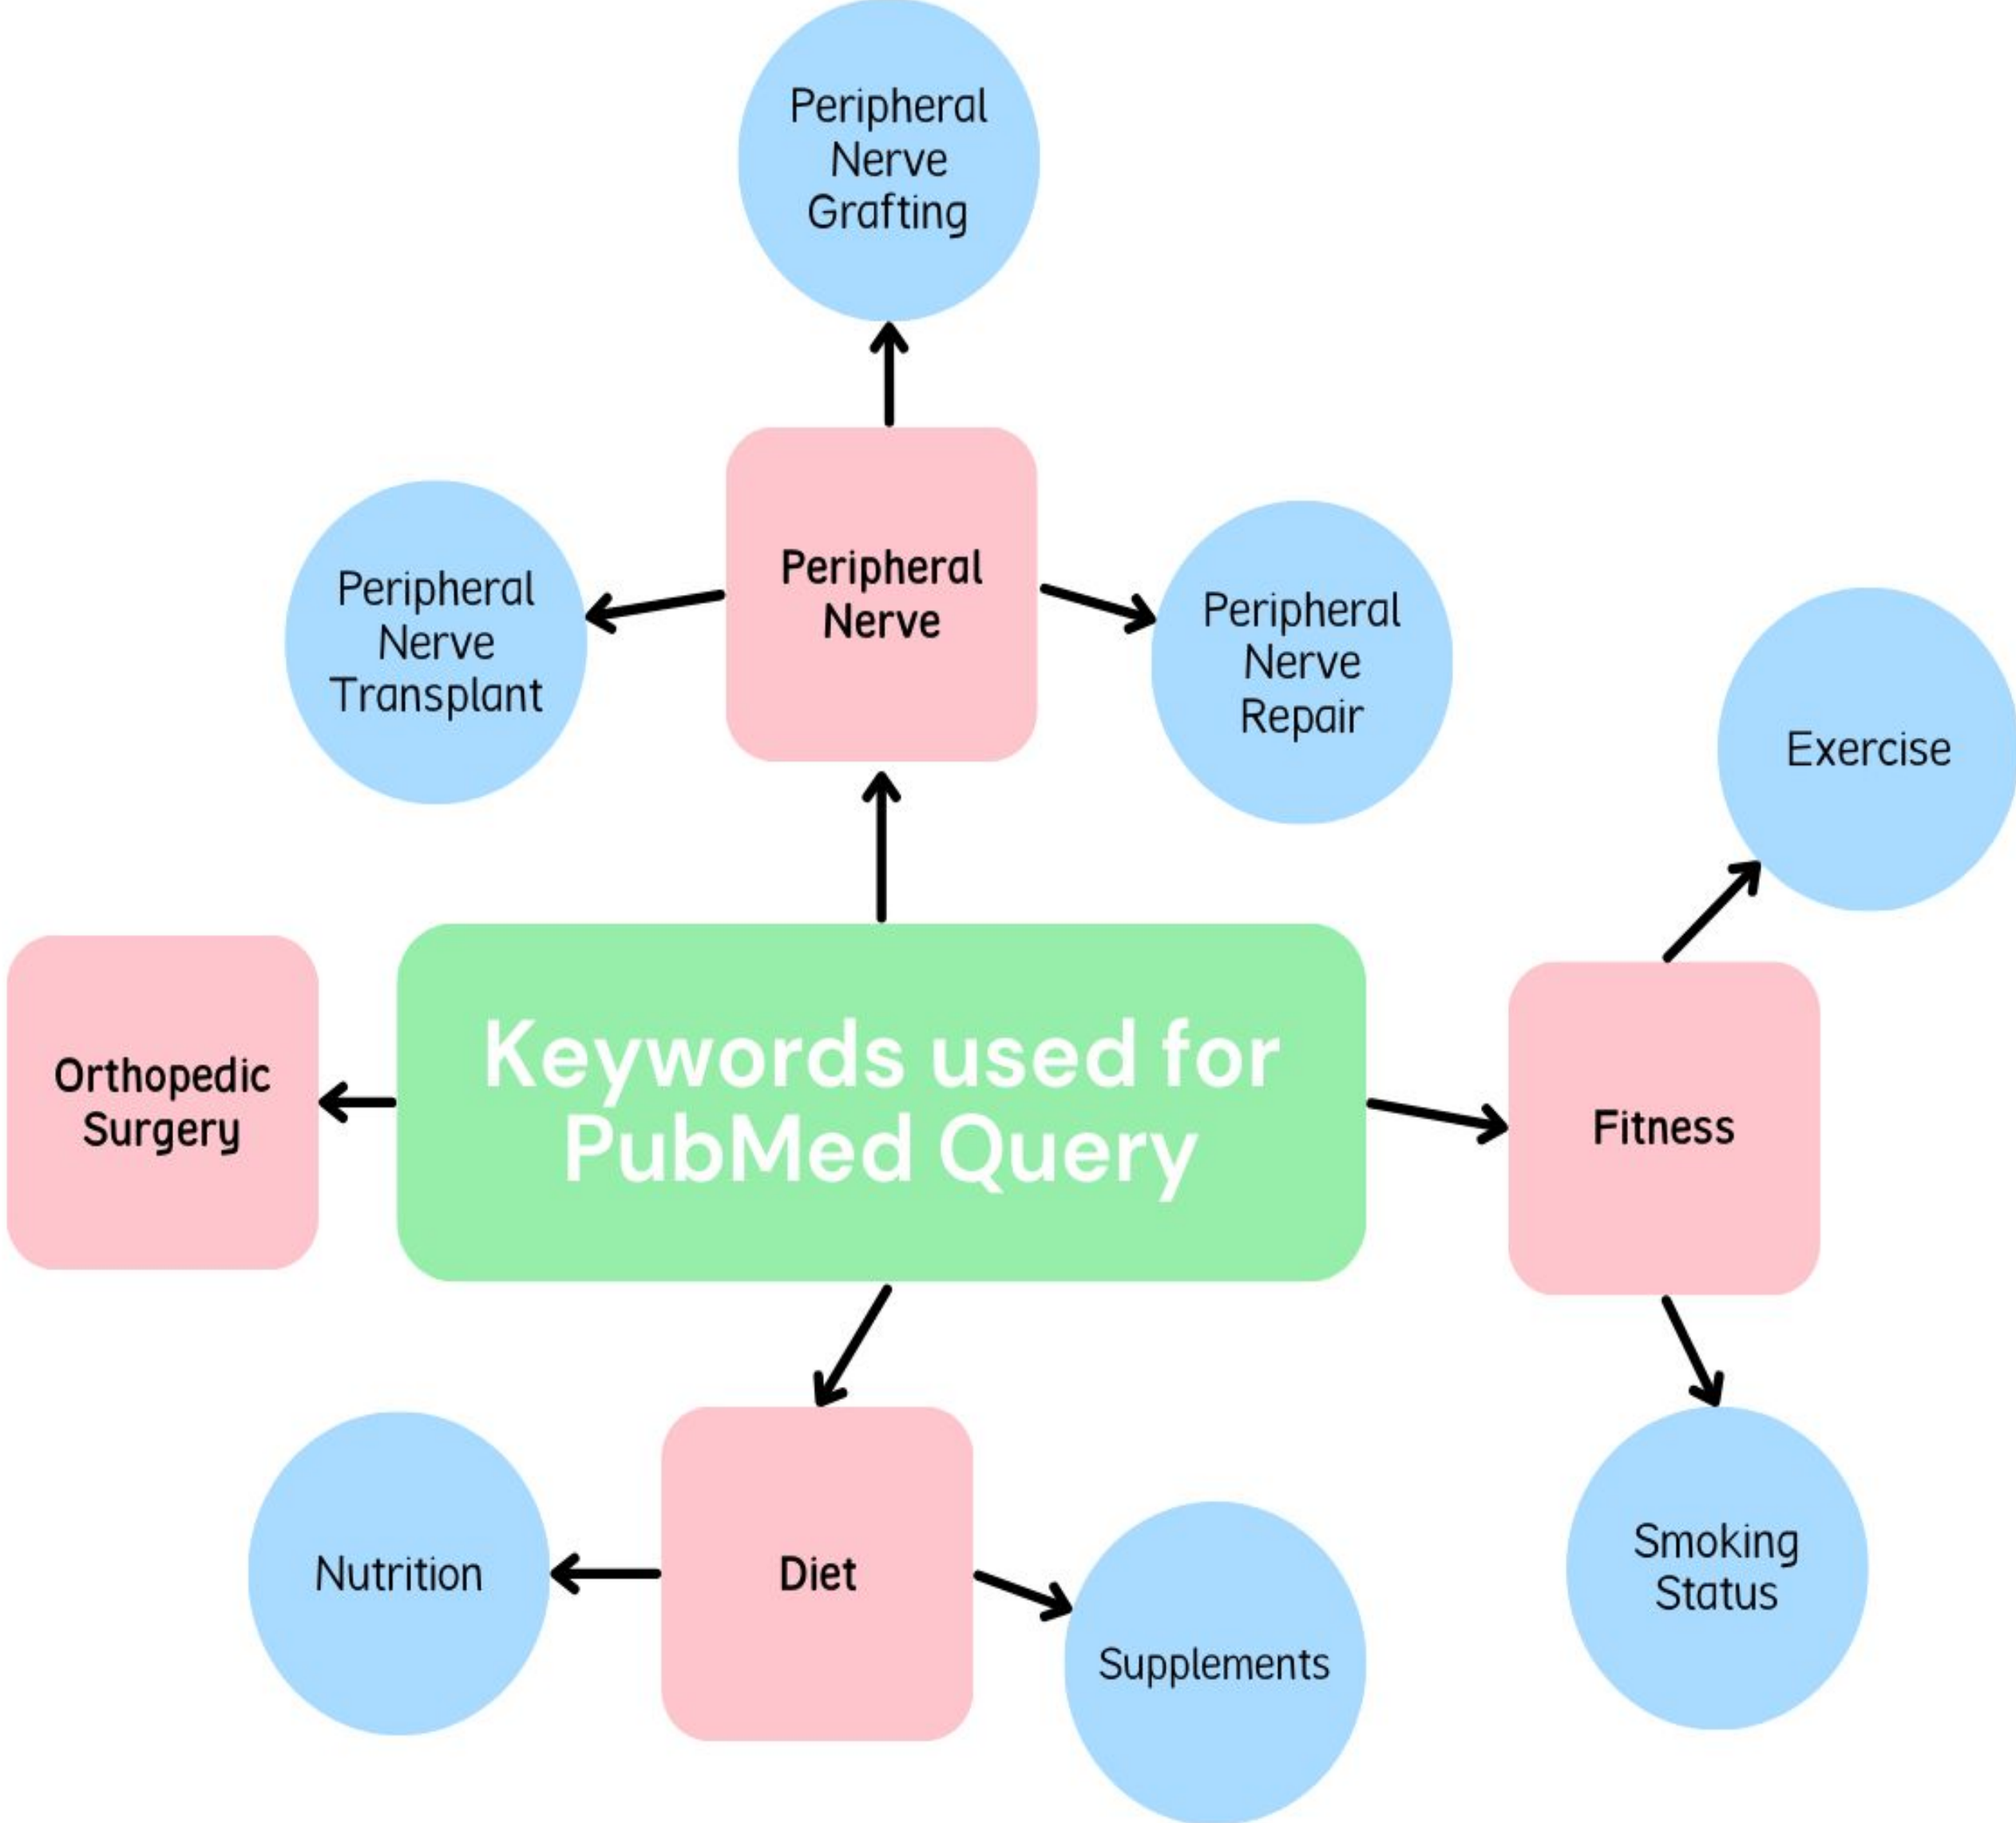 Peripheral
Nerve
Grafting
Peripheral
Nerve
Peripheral
Nerve
Transplant
Peripheral
Nerve
Repair
Exercise
Orthopedic
Surgery
Keywords used for
PubMed Query
Fitness
Nutrition
Diet
Supplements
Smoking
Status